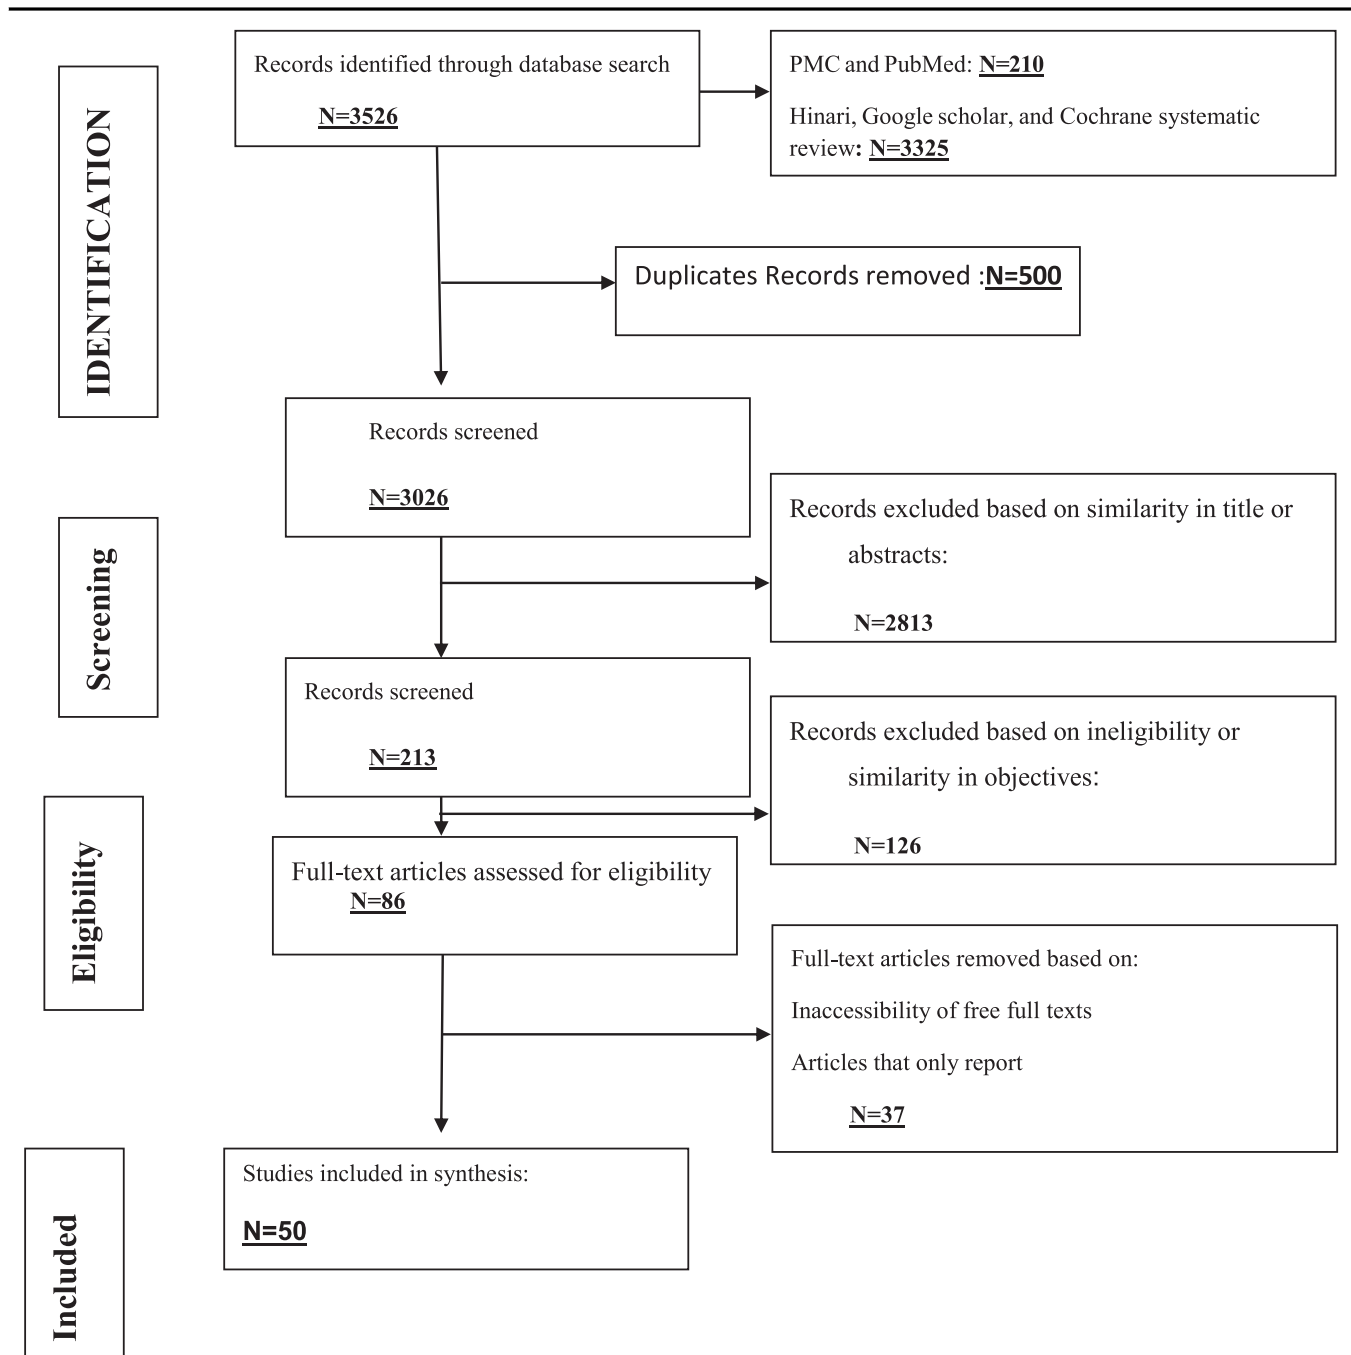 IDENTIFICATION
Records identified through database search
N=3526
PMC and PubMed: N=210
Hinari, Google scholar, and Cochrane systematic
review: N=3325
Duplicates Records removed :N=500
Records screened
N=3026
Screening
Records excluded based on similarity in title or
abstracts:
N=2813
Records screened
N=213
Records excluded based on ineligibility or
similarity in objectives:
N=126
Eligibility
Full-text articles assessed for eligibility
N=86
Full-text articles removed based on:
Inaccessibility of free full texts
Articles that only report
N=37
Included
Studies included in synthesis:
N=50